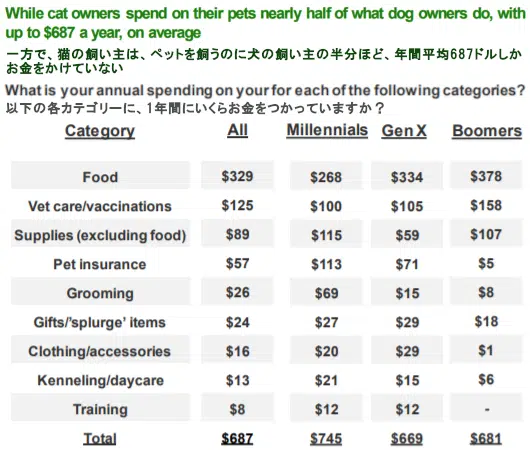 While cat owners spend on their pets nearly half of what dog owners do, with
up to $687 a year, on average
一方で、猫の飼い主は、ペットを飼うのに犬の飼い主の半分ほど、年間平均687ドルしか
お金をかけていない
What is your annual spending on your for each of the following categories?
以下の各カテゴリーに、1年間にいくらお金をつかっていますか？
Category All Millennials Gen X Boomers
Food $329 $268 $334 $378
Vet care/vaccinations $125 $100 $105 $158
Supplies (excluding food) $89 $115 $59 $107
Pet insurance $57 $113 $71 $5
Grooming $26 $69 $15 $8
Gifts/'splurge' items $24 $27 $29 $18
Clothing/accessories $16 $20 $29 $1
Kenneling/daycare $13 $21 $15 $6
Training $8 $12 $12 -
Total $687 $745 $669 $681